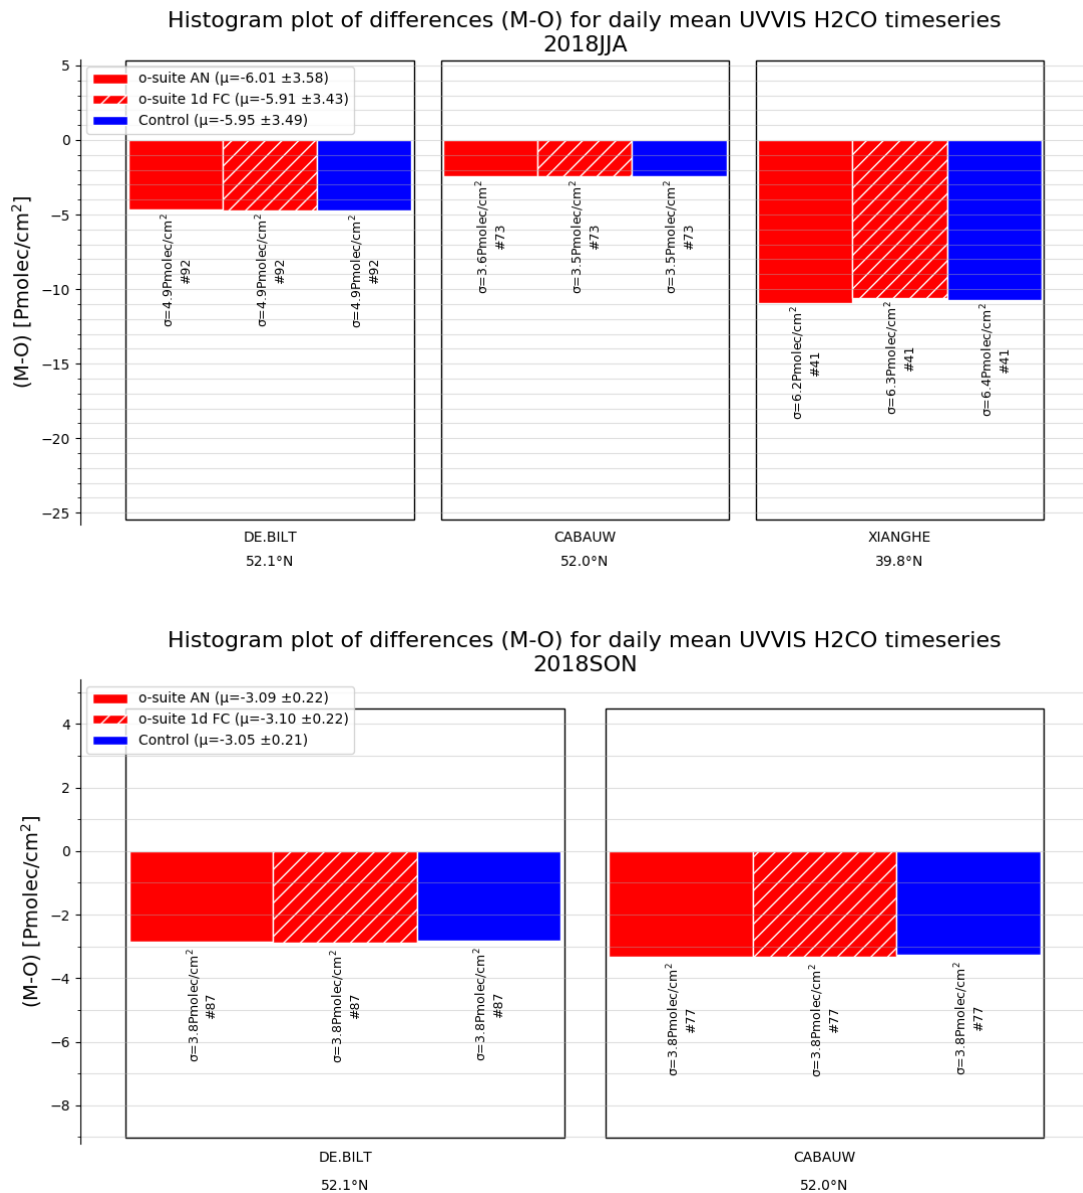 Histogram plot of differences (M-O) for daily mean UVVIS H2CO timeseries
2018JJA
o-suite AN (μ=-6.01 ±3.58)
o-suite 1d FC (μ=-5.91 ±3.43)
Control (μ=-5.95 ±3.49)
(M-O) [Pmolec/cm²]
5
0
−5
−10
−15
−20
−25
σ=4.9Pmolec/cm²
#92
σ=4.9Pmolec/cm²
#92
σ=4.9Pmolec/cm²
#92
σ=3.6Pmolec/cm²
#73
σ=3.5Pmolec/cm²
#73
σ=3.5Pmolec/cm²
#73
σ=6.2Pmolec/cm²
#41
σ=6.3Pmolec/cm²
#41
σ=6.4Pmolec/cm²
#41
DE.BILT
52.1°N
CABAUW
52.0°N
XIANGHE
39.8°N
Histogram plot of differences (M-O) for daily mean UVVIS H2CO timeseries
2018SON
o-suite AN (μ=-3.09 ±0.22)
o-suite 1d FC (μ=-3.10 ±0.22)
Control (μ=-3.05 ±0.21)
(M-O) [Pmolec/cm²]
4
2
0
−2
−4
−6
−8
σ=3.8Pmolec/cm²
#87
σ=3.8Pmolec/cm²
#87
σ=3.8Pmolec/cm²
#87
σ=3.8Pmolec/cm²
#77
σ=3.8Pmolec/cm²
#77
σ=3.8Pmolec/cm²
#77
DE.BILT
52.1°N
CABAUW
52.0°N